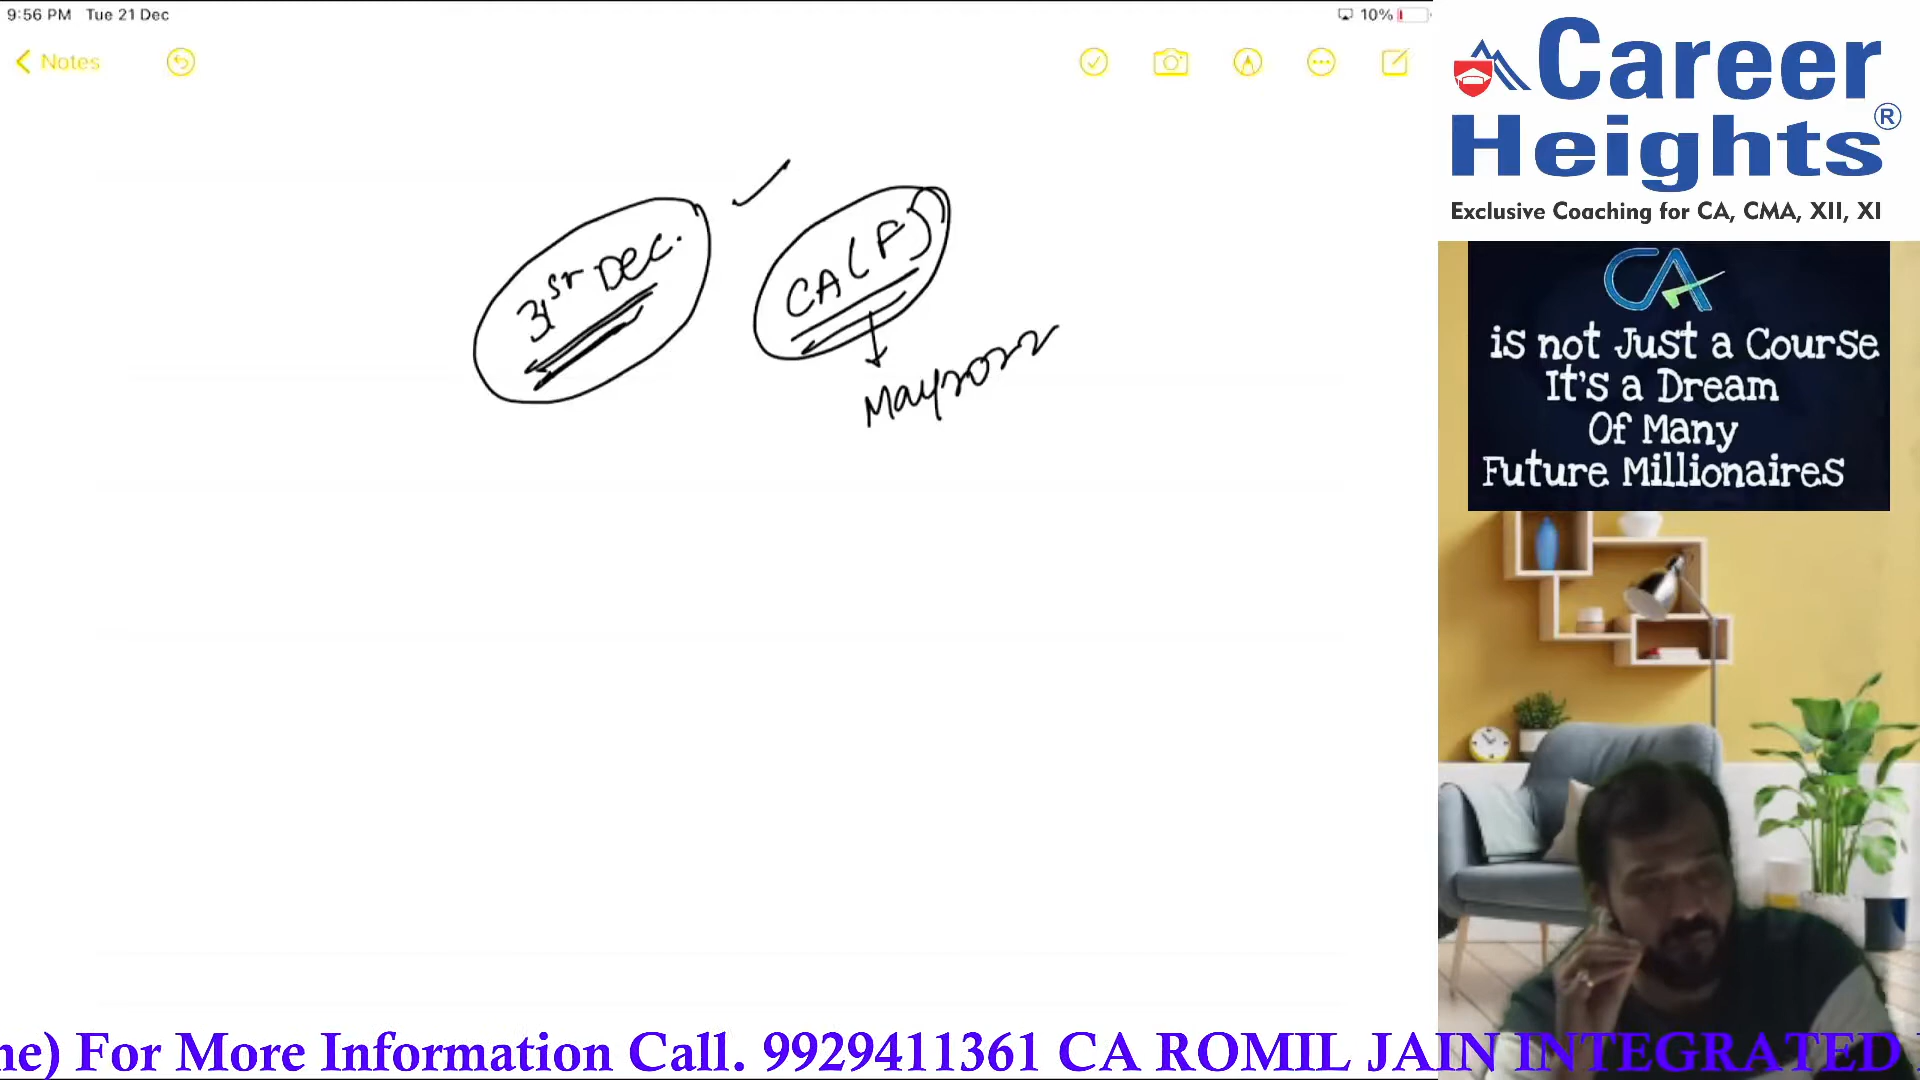 9:56 PM Tue 21 Dec
10%
Notes
31st DEC.
CA (F)
May 2022
Career
Heights®
Exclusive Coaching for CA, CMA, XII, XI
CA
is not Just a Course
It's a Dream
Of Many
Future Millionaires
ne) For More Information Call. 9929411361 CA ROMIL JAIN INTEGRATED